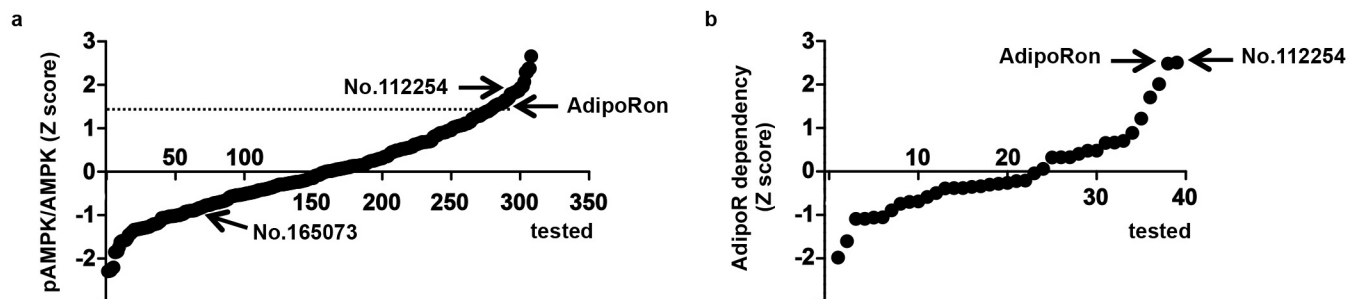 a
pAMPK/AMPK (Z score)
3
2
1
0
-1
-2
50
100
150
200
250
300
350
tested
No.112254
AdipoRon
No.165073
b
AdipoR dependency
(Z score)
3
2
1
0
-1
-2
10
20
30
40
tested
AdipoRon
No.112254